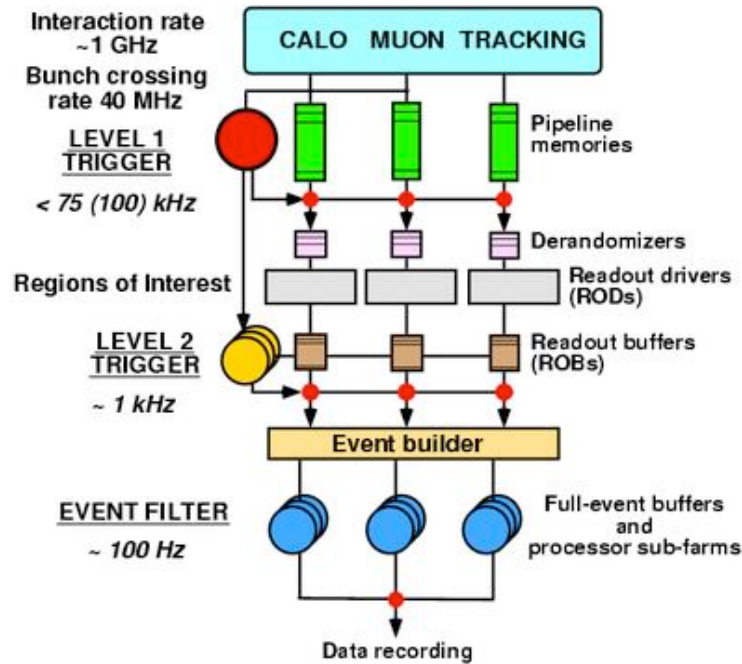 Interaction rate
~1 GHz
CALO MUON TRACKING
Bunch crossing
rate 40 MHz
LEVEL 1
TRIGGER
< 75 (100) kHz
Pipeline
memories
Derandomizers
Regions of Interest
Readout drivers
(RODs)
LEVEL 2
TRIGGER
~ 1 kHz
Readout buffers
(ROBs)
Event builder
EVENT FILTER
~ 100 Hz
Full-event buffers
and
processor sub-farms
Data recording